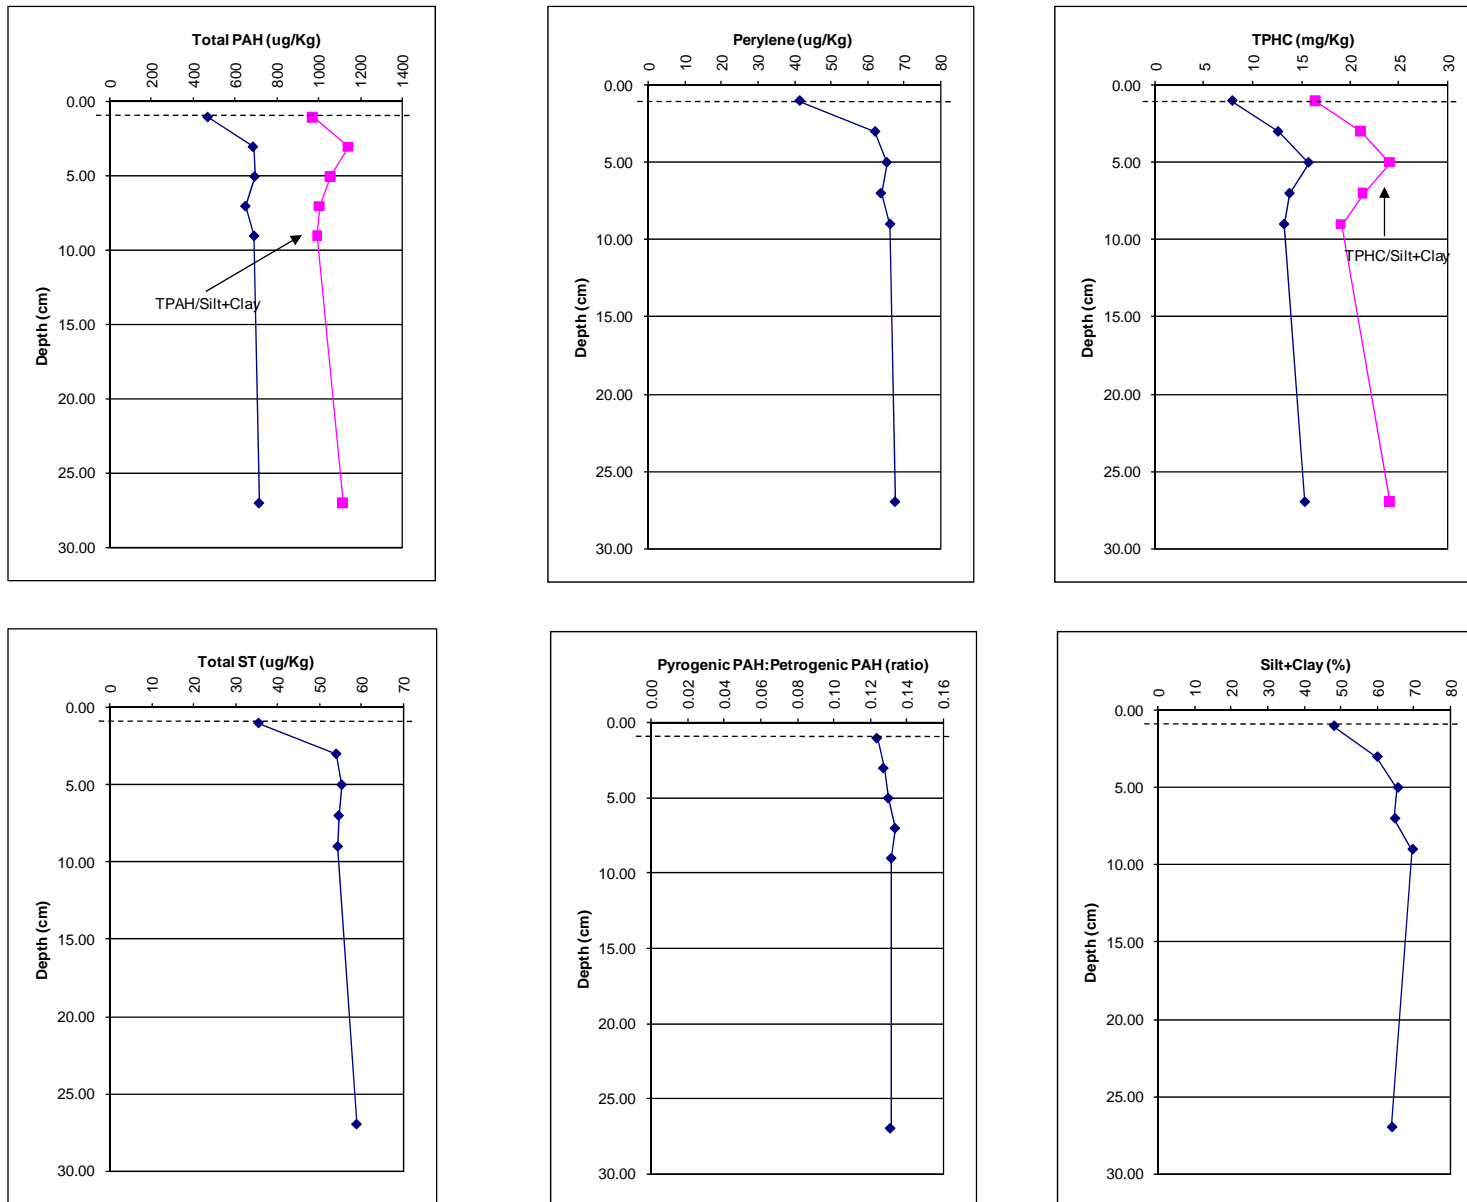 Total PAH (ug/Kg)
0 200 400 600 800 1000 1200 1400
0.00
5.00
10.00
15.00
20.00
25.00
30.00
Depth (cm)
TPAH/Silt+Clay
Perylene (ug/Kg)
0 10 20 30 40 50 60 70 80
0.00
5.00
10.00
15.00
20.00
25.00
30.00
Depth (cm)
TPHC (mg/Kg)
0 5 10 15 20 25 30
0.00
5.00
10.00
15.00
20.00
25.00
30.00
Depth (cm)
TPHC/Silt+Clay
Total ST (ug/Kg)
0 10 20 30 40 50 60 70
0.00
5.00
10.00
15.00
20.00
25.00
30.00
Depth (cm)
Pyrogenic PAH:Petrogenic PAH (ratio)
0.00 0.02 0.04 0.06 0.08 0.10 0.12 0.14 0.16
0.00
5.00
10.00
15.00
20.00
25.00
30.00
Depth (cm)
Silt+Clay (%)
0 10 20 30 40 50 60 70 80
0.00
5.00
10.00
15.00
20.00
25.00
30.00
Depth (cm)